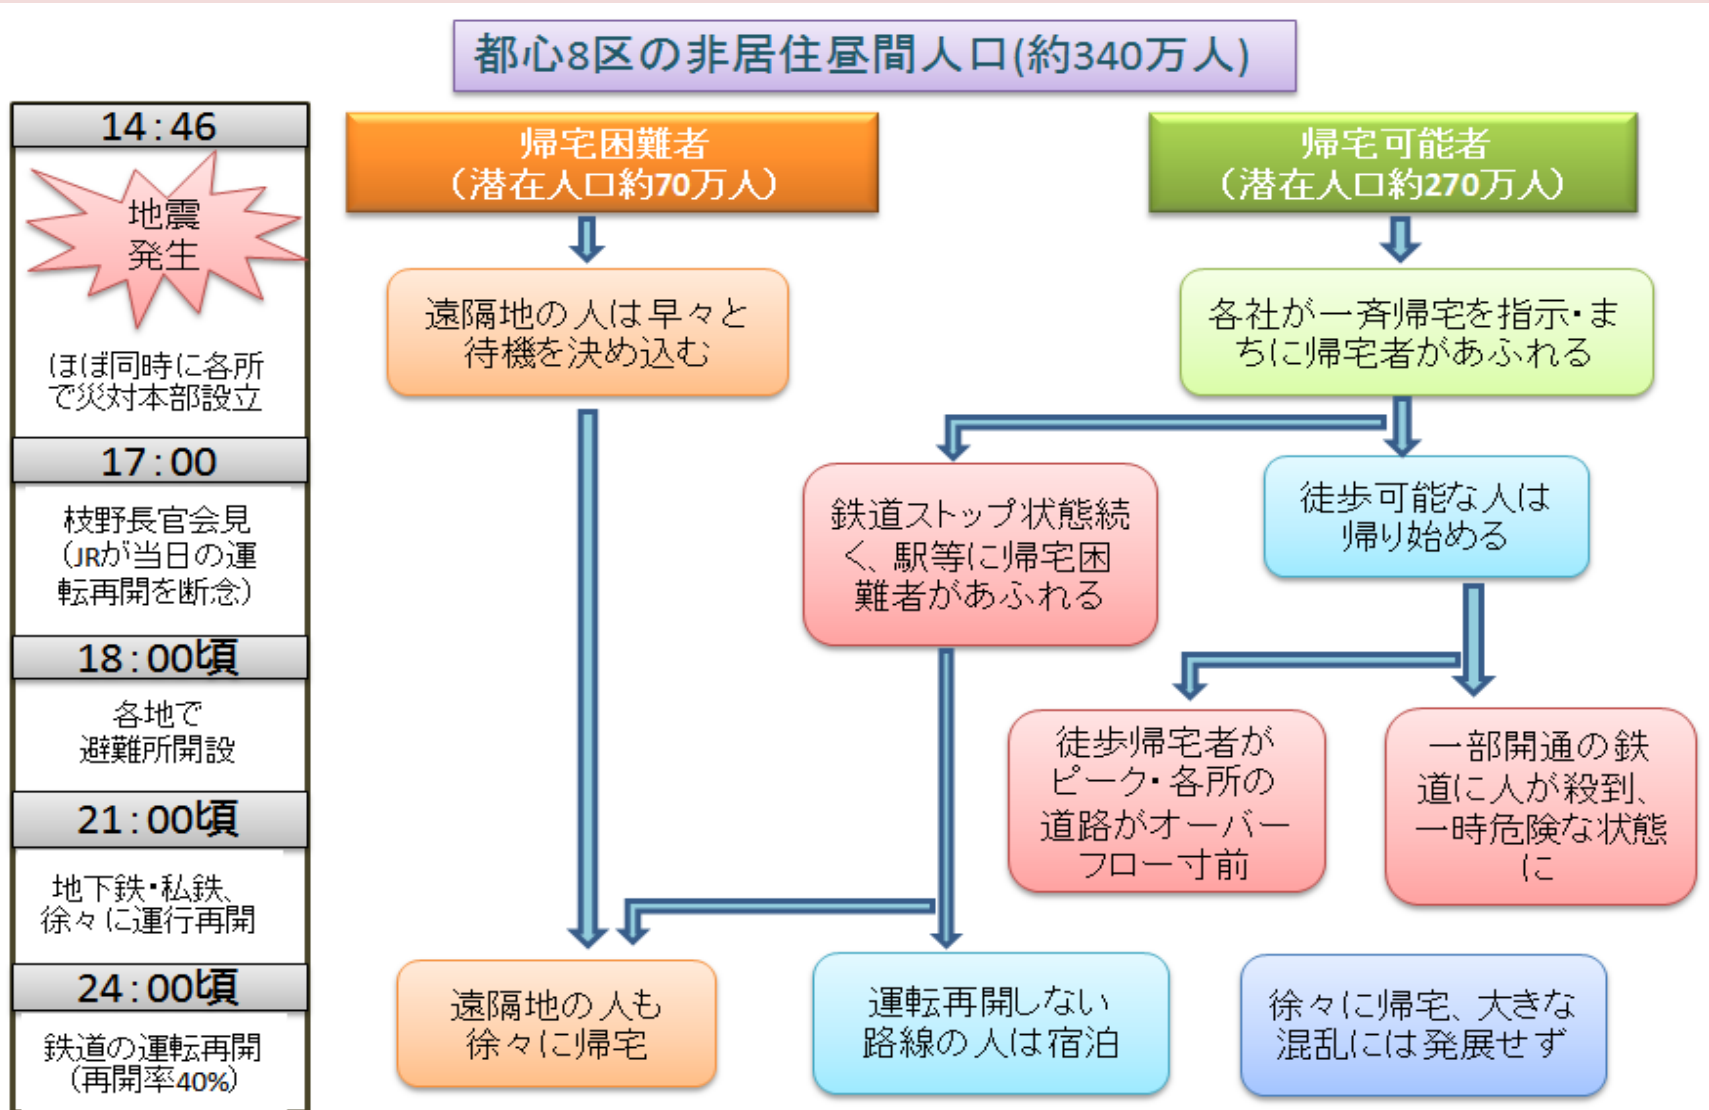 都心8区の非居住昼間人口(約340万人)
14:46
地震
発生
ほぼ同時に各所
で災対本部設立
17:00
枝野長官会見
（JRが当日の運
転再開を断念）
18:00頃
各地で
避難所開設
21:00頃
地下鉄・私鉄、
徐々に運行再開
24:00頃
鉄道の運転再開
（再開率40%）
帰宅困難者
（潜在人口約70万人）
遠隔地の人は早々と
待機を決め込む
帰宅可能者
（潜在人口約270万人）
各社が一斉帰宅を指示・ま
ちに帰宅者があふれる
鉄道ストップ状態続
く、駅等に帰宅困
難者があふれる
徒歩可能な人は
帰り始める
徒歩帰宅者が
ピーク・各所の
道路がオーバー
フロー寸前
一部開通の鉄
道に人が殺到、
一時危険な状態
に
遠隔地の人も
徐々に帰宅
運転再開しない
路線の人は宿泊
徐々に帰宅、大きな
混乱には発展せず